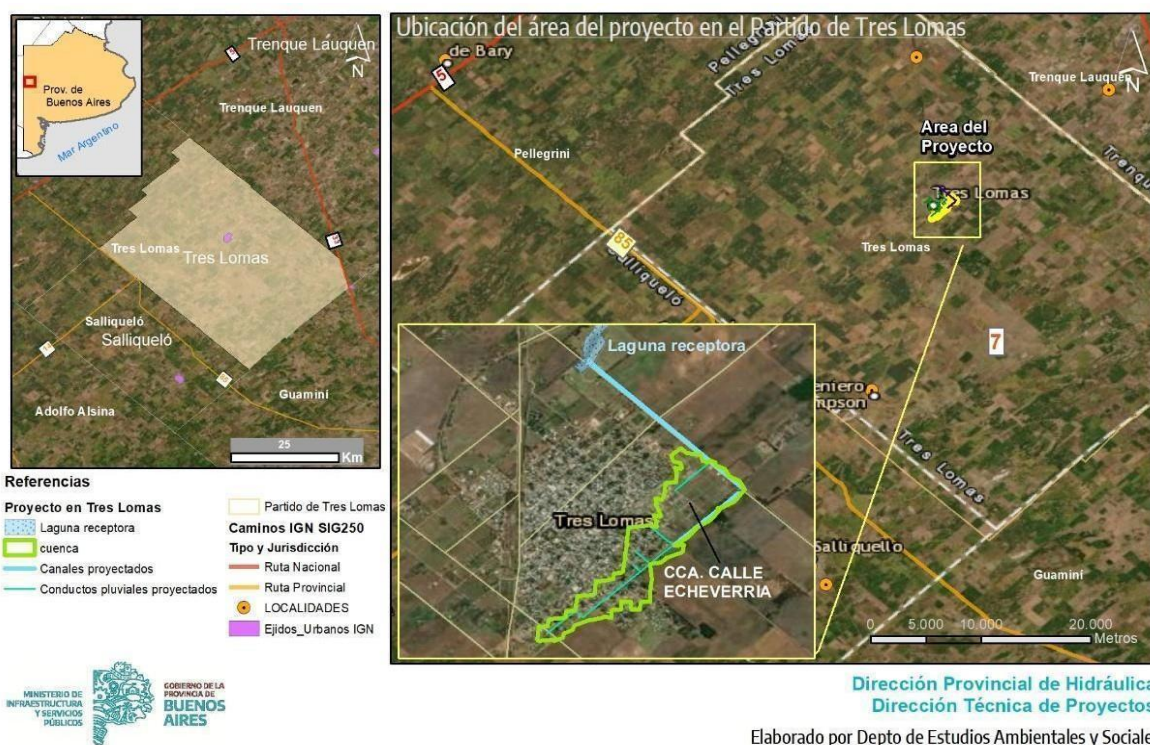 Trenque Lauquen
N
Prov. de
Buenos Aires
Mar Argentino
Trenque Lauquen
Tres Lomas
Tres Lomas
Salliqueló
Salliqueló
Guaminí
Adolfo Alsina
25
Km
Ubicación del área del proyecto en el Partido de Tres Lomas
de Bary
5
Pellegrini
Tres Lomas
Trenque Lauquen
N
Pellegrini
Area del
Proyecto
Tres Lomas
Tres Lomas
85
Salliqueló
7
Laguna receptora
Tres Lomas
CCA. CALLE
ECHEVERRIA
Tres Lomas
Salliquello
Guaminí
0 5.000 10.000 20.000
Metros
Referencias
Proyecto en Tres Lomas
Laguna receptora
cuenca
Canales proyectados
Conductos pluviales proyectados
Partido de Tres Lomas
Caminos IGN SIG250
Tipo y Jurisdicción
Ruta Nacional
Ruta Provincial
LOCALIDADES
Ejidos_Urbanos IGN
MINISTERIO DE
INFRAESTRUCTURA
Y SERVICIOS
PÚBLICOS
GOBIERNO DE LA
PROVINCIA DE
BUENOS
AIRES
Dirección Provincial de Hidráulica
Dirección Técnica de Proyectos
Elaborado por Depto de Estudios Ambientales y Sociale